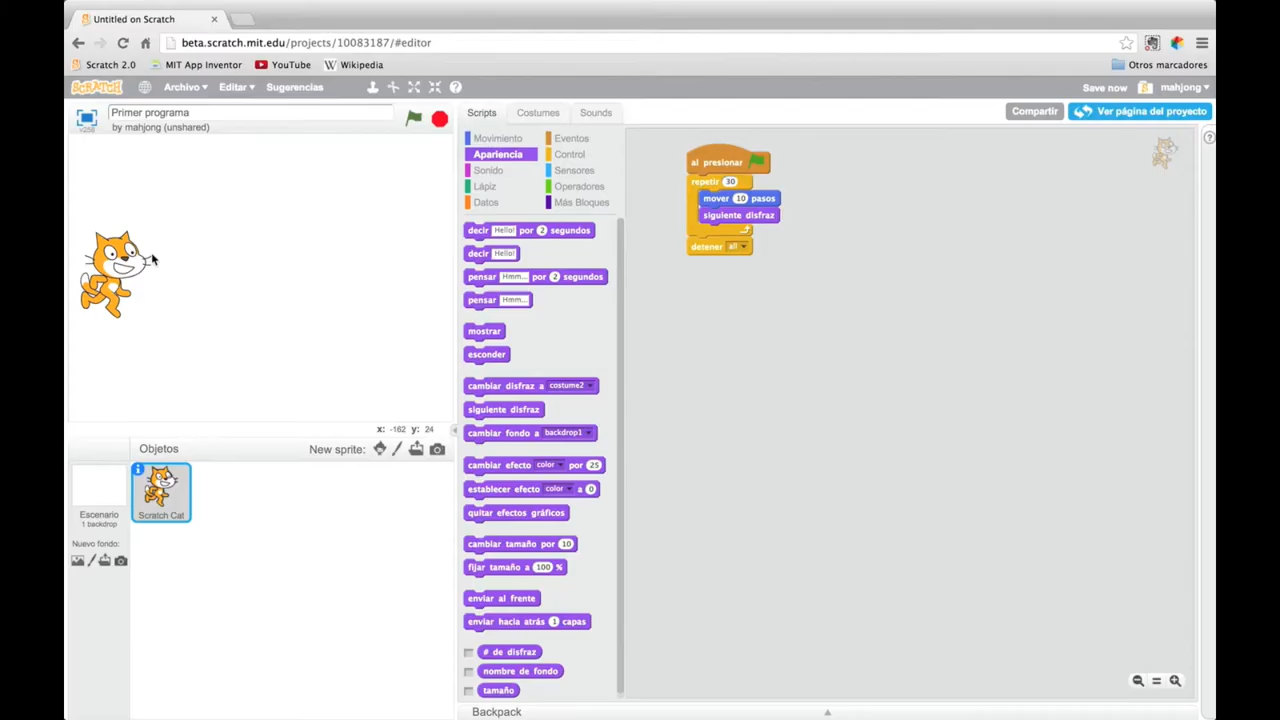 Untitled on Scratch
beta.scratch.mit.edu/projects/10083187/#editor
Scratch 2.0 MIT App Inventor YouTube W Wikipedia Otros marcadores
SCRATCH Archivo Editar Sugerencias Save now mahjong
Primer programa
by mahjong (unshared)
v256
Scripts Costumes Sounds
Compartir Ver página del proyecto
Movimiento Eventos
Apariencia Control
Sonido Sensores
Lápiz Operadores
Datos Más Bloques
decir Hello! por 2 segundos
decir Hello!
pensar Hmm... por 2 segundos
pensar Hmm...
mostrar
esconder
cambiar disfraz a costume2
siguiente disfraz
cambiar fondo a backdrop1
cambiar efecto color por 25
establecer efecto color a 0
quitar efectos gráficos
cambiar tamaño por 10
fijar tamaño a 100 %
enviar al frente
enviar hacia atrás 1 capas
# de disfraz
nombre de fondo
tamaño
al presionar
repetir 30
mover 10 pasos
siguiente disfraz
detener all
x: -162 y: 24
Objetos New sprite:
Escenario
1 backdrop
Scratch Cat
Nuevo fondo:
Backpack